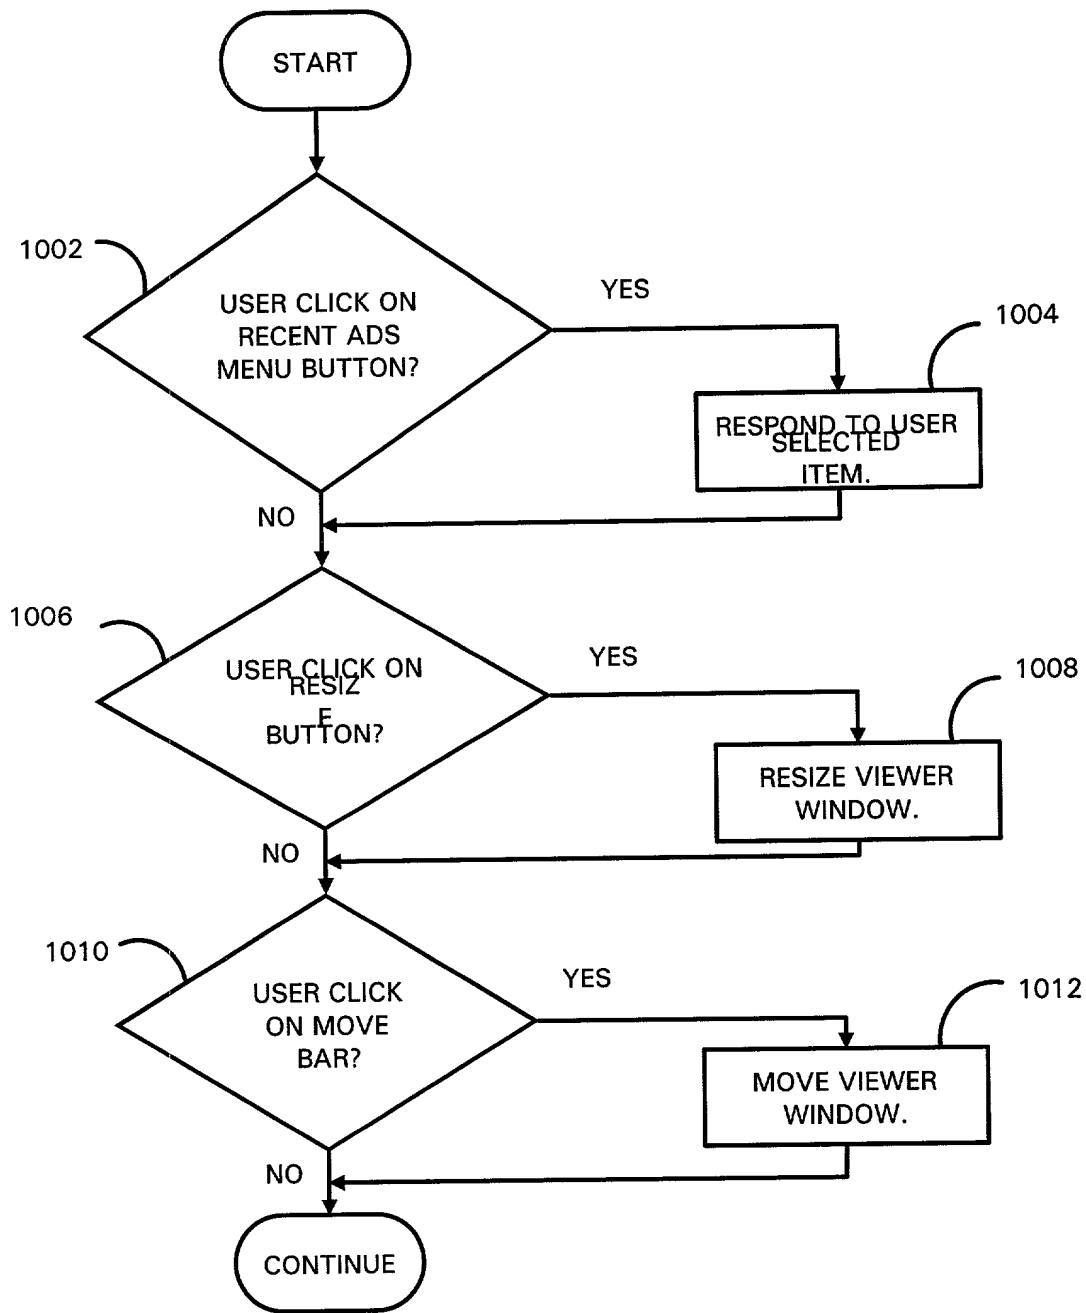 START
1002
USER CLICK ON
RECENT ADS
MENU BUTTON?
YES
1004
RESPOND TO USER
SELECTED
ITEM.
NO
1006
USER CLICK ON
RESIZ
E
BUTTON?
YES
1008
RESIZE VIEWER
WINDOW.
NO
1010
USER CLICK
ON MOVE
BAR?
YES
1012
MOVE VIEWER
WINDOW.
NO
CONTINUE